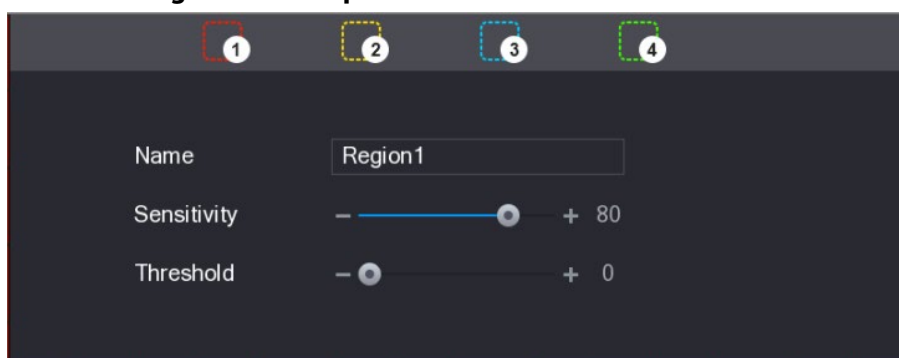 1 2 3 4
Name Region1
Sensitivity - + 80
Threshold - + 0